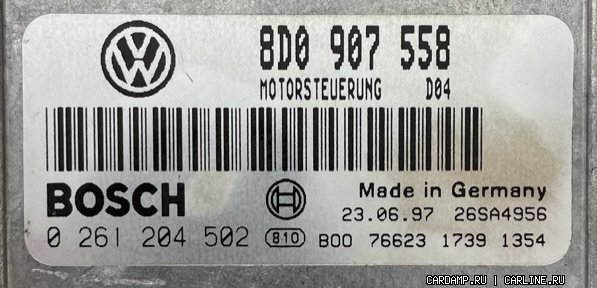 8D0 907 558
MOTORSTEUERUNG D04
BOSCH
Made in Germany
23.06.97 26SA4956
0 261 204 502 810 B00 76623 1739 1354
CARDAMP.RU | CARLINE.RU